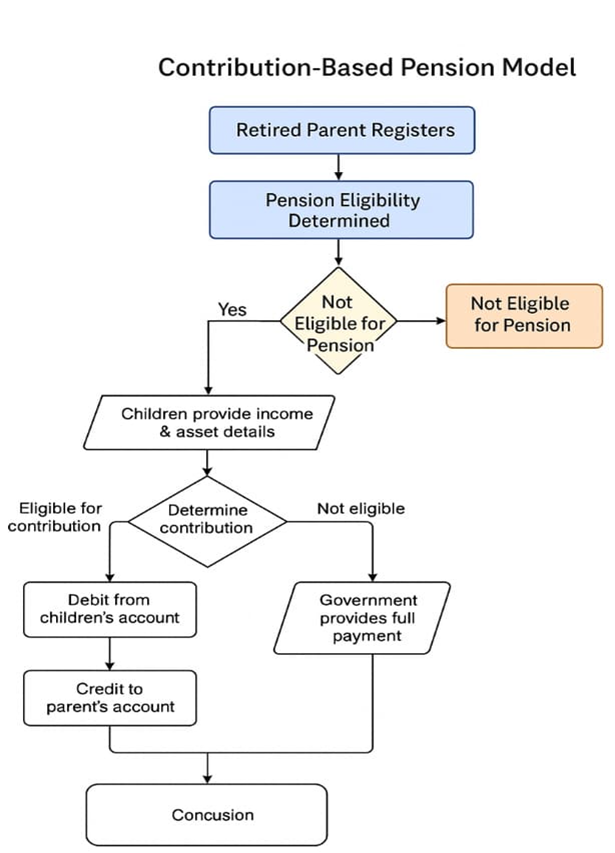 Contribution-Based Pension Model
Retired Parent Registers
Pension Eligibility
Determined
Not
Eligible for
Pension
Yes
Not Eligible
for Pension
Children provide income
& asset details
Determine
contribution
Eligible for
contribution
Not eligible
Debit from
children's account
Government
provides full
payment
Credit to
parent's account
Concusion